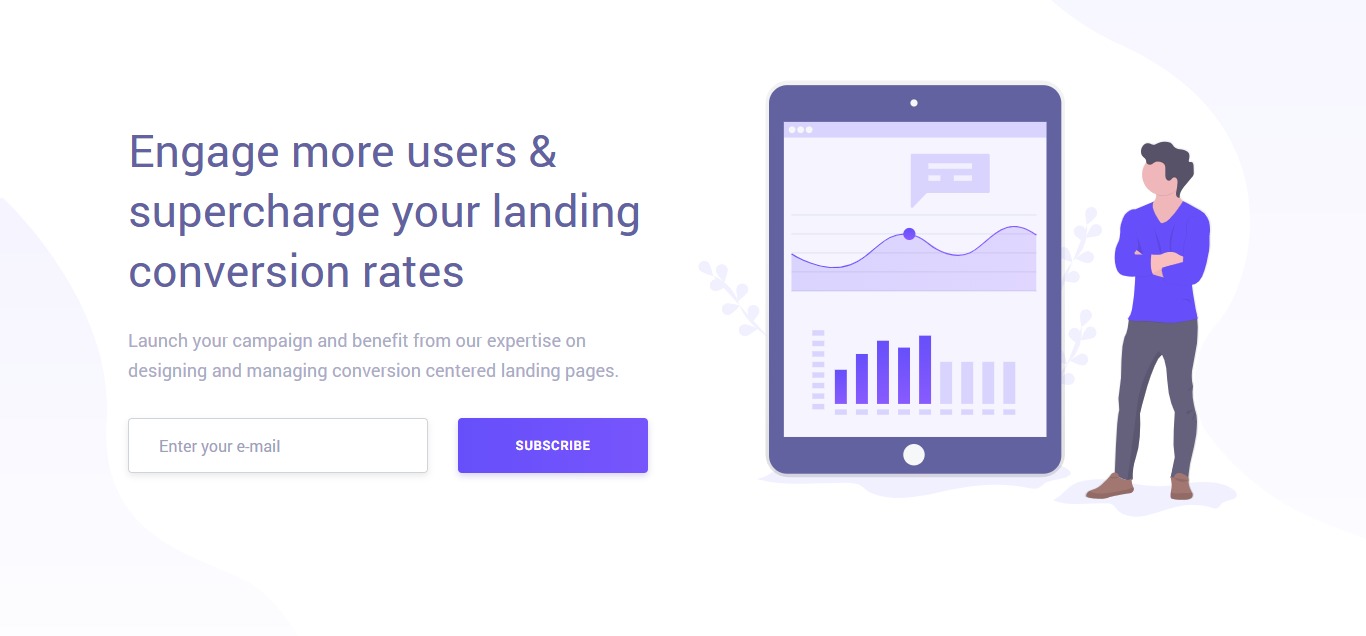 Engage more users &
supercharge your landing
conversion rates
Launch your campaign and benefit from our expertise on
designing and managing conversion centered landing pages.
Enter your e-mail
SUBSCRIBE